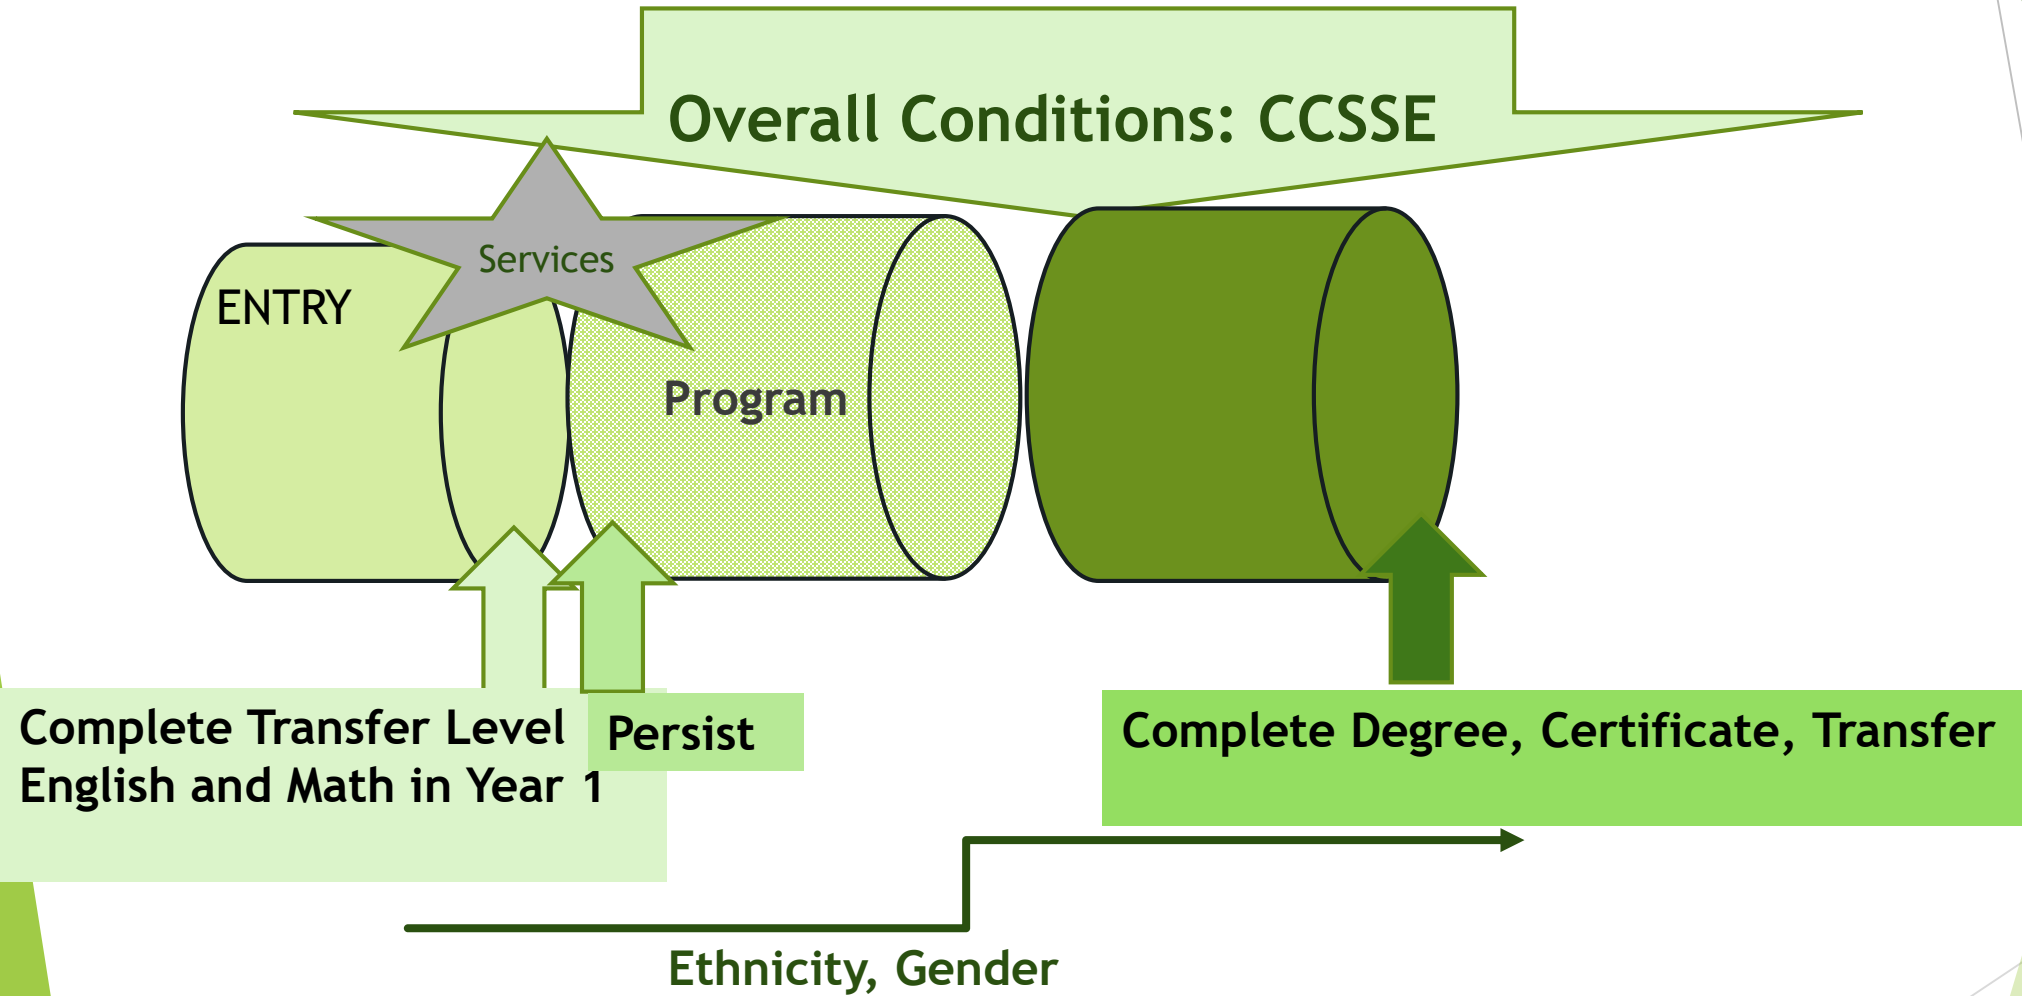 Overall Conditions: CCSSE
Services
ENTRY
Program
Complete Transfer Level
English and Math in Year 1
Persist
Complete Degree, Certificate, Transfer
Ethnicity, Gender